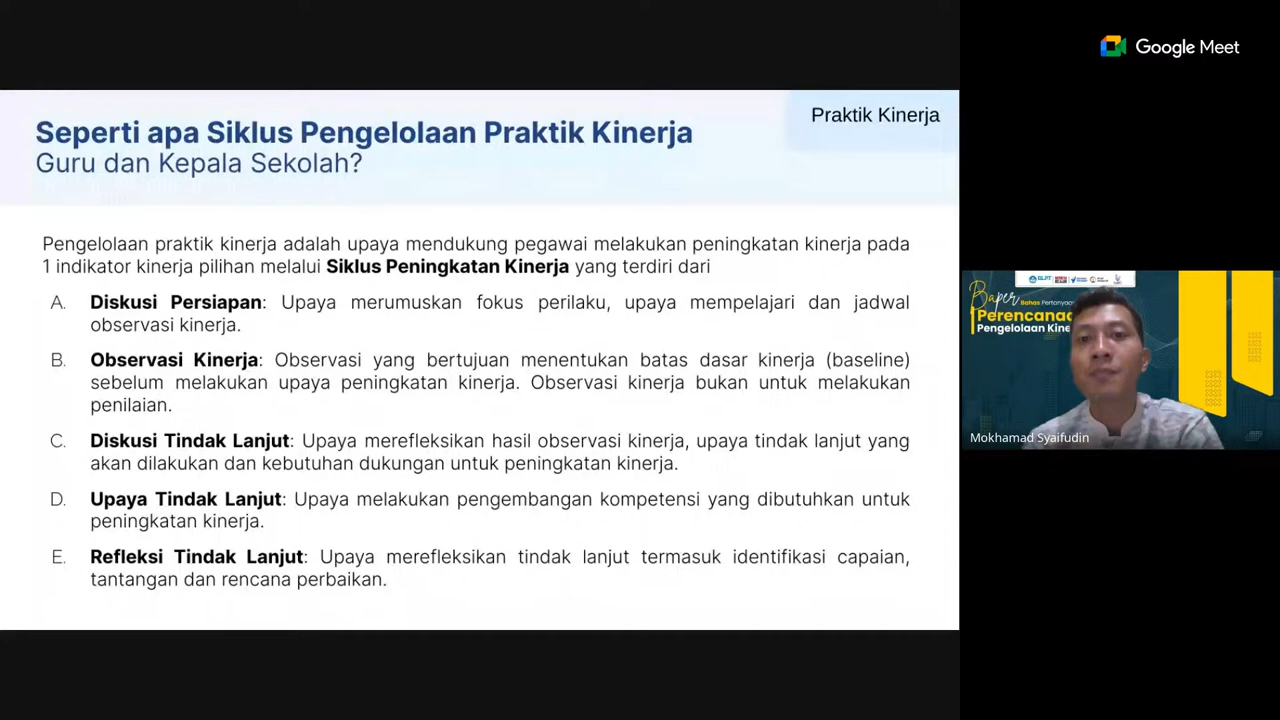 Google Meet
Praktik Kinerja
Seperti apa Siklus Pengelolaan Praktik Kinerja
Guru dan Kepala Sekolah?
Pengelolaan praktik kinerja adalah upaya mendukung pegawai melakukan peningkatan kinerja pada
1 indikator kinerja pilihan melalui Siklus Peningkatan Kinerja yang terdiri dari
A. Diskusi Persiapan: Upaya merumuskan fokus perilaku, upaya mempelajari dan jadwal
observasi kinerja.
B. Observasi Kinerja: Observasi yang bertujuan menentukan batas dasar kinerja (baseline)
sebelum melakukan upaya peningkatan kinerja. Observasi kinerja bukan untuk melakukan
penilaian.
C. Diskusi Tindak Lanjut: Upaya merefleksikan hasil observasi kinerja, upaya tindak lanjut yang
akan dilakukan dan kebutuhan dukungan untuk peningkatan kinerja.
D. Upaya Tindak Lanjut: Upaya melakukan pengembangan kompetensi yang dibutuhkan untuk
peningkatan kinerja.
E. Refleksi Tindak Lanjut: Upaya merefleksikan tindak lanjut termasuk identifikasi capaian,
tantangan dan rencana perbaikan.
Baper Bahas Pertanyaa
Perencanaa
Pengelolaan Kine
Mokhamad Syaifudin